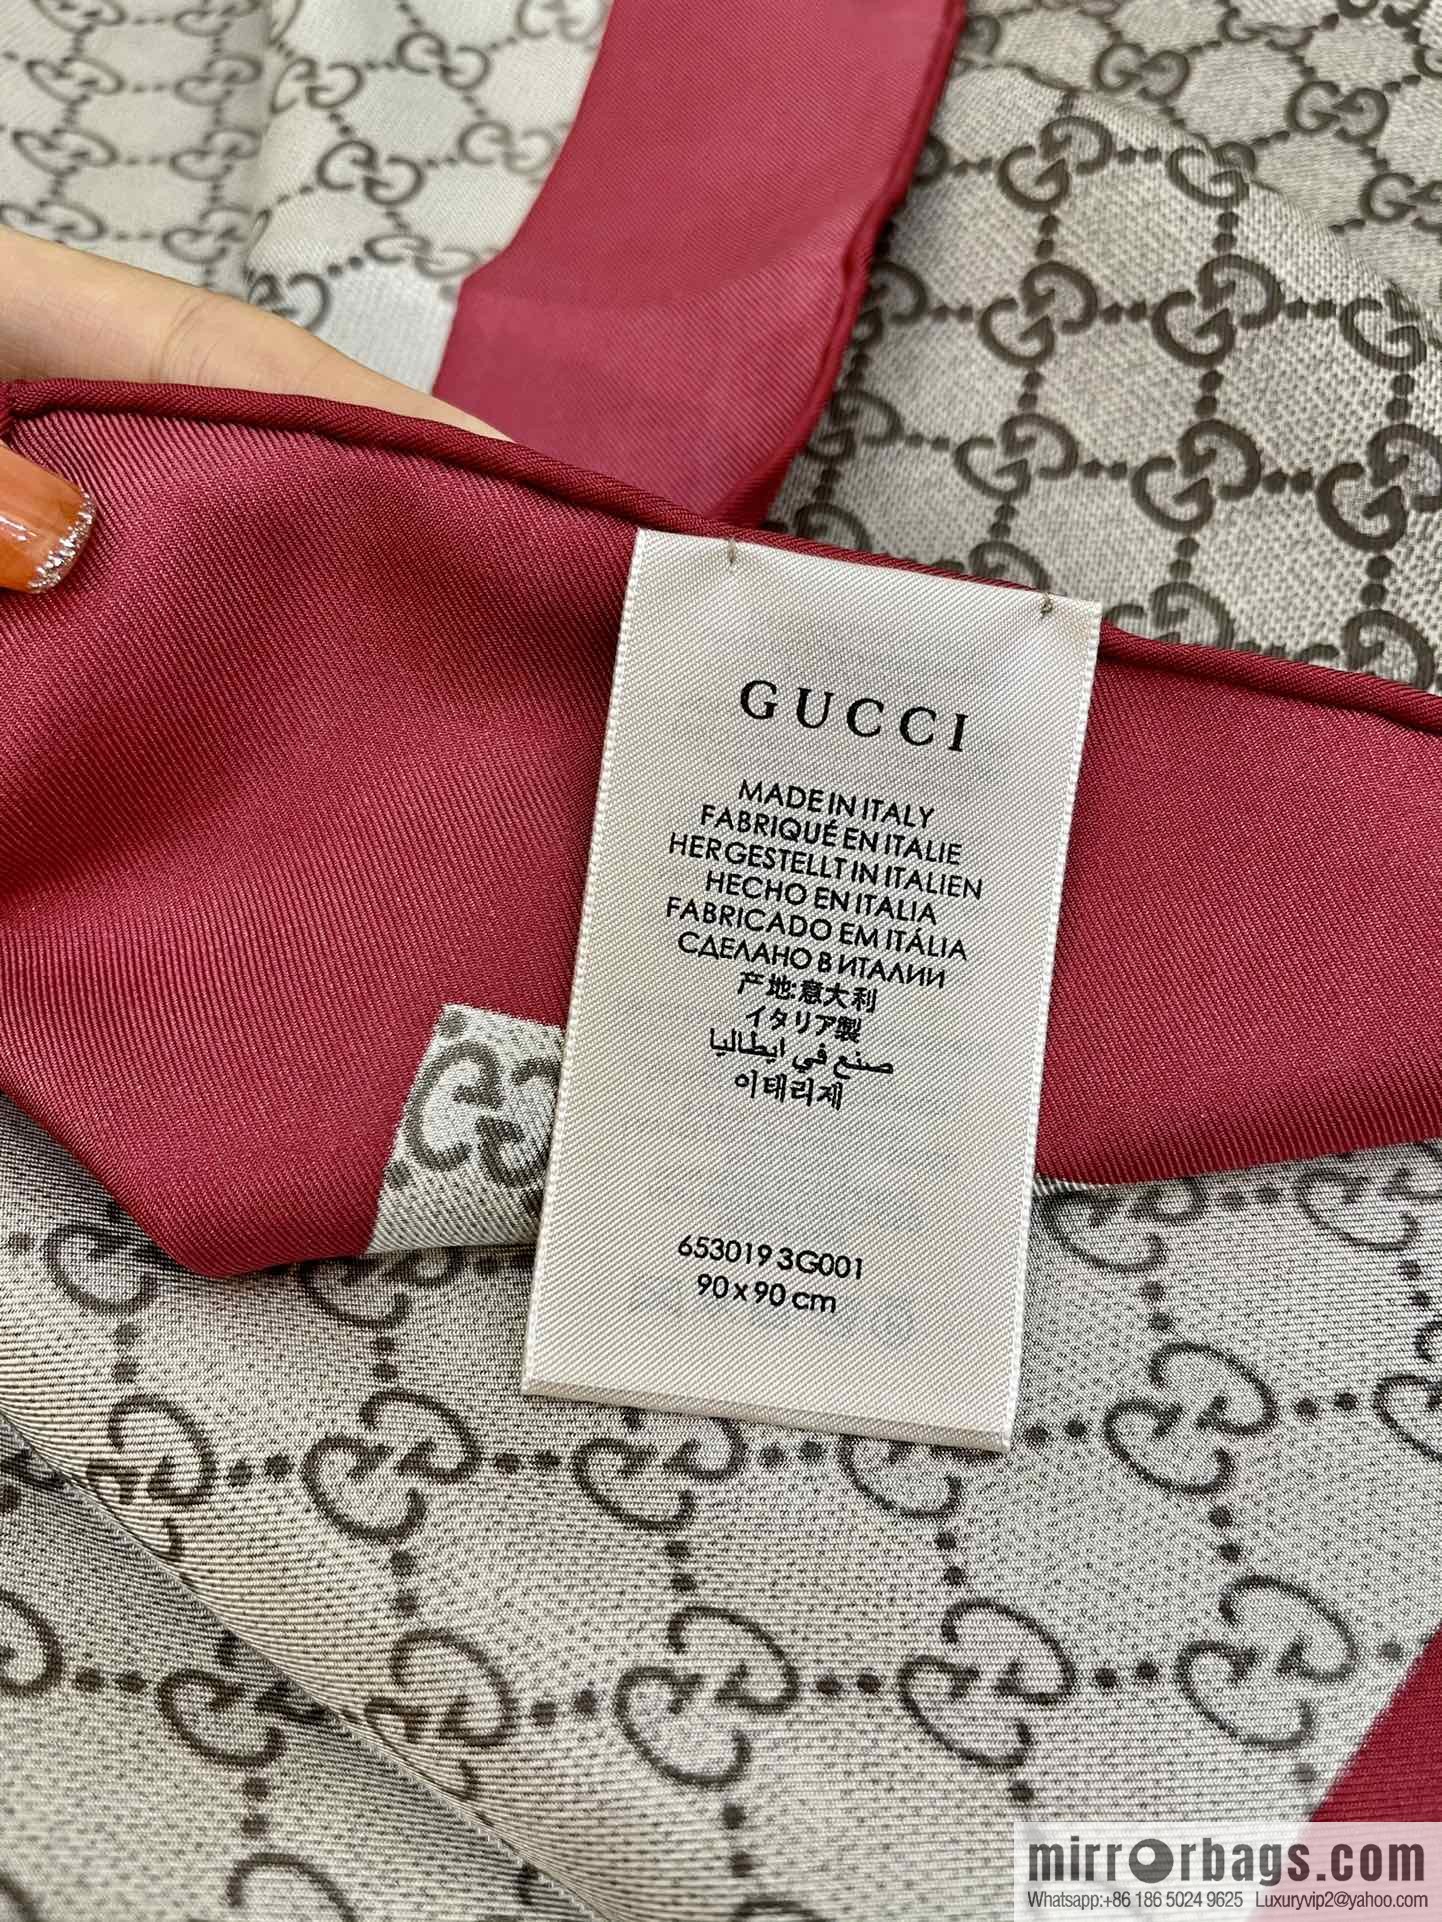 GUCCI
MADE IN ITALY
FABRIQUÉ EN ITALIE
HERGESTELLT IN ITALIEN
HECHO EN ITALIA
FABRICADO EM ITÁLIA
СДЕЛАНО В ИТАЛИИ
产地:意大利
イタリア製
صنع في ايطاليا
이태리제
653019 3G001
90 x 90 cm
mirrorbags.com
Whatsapp:+86 186 5024 9625 Luxuryvip2@yahoo.com